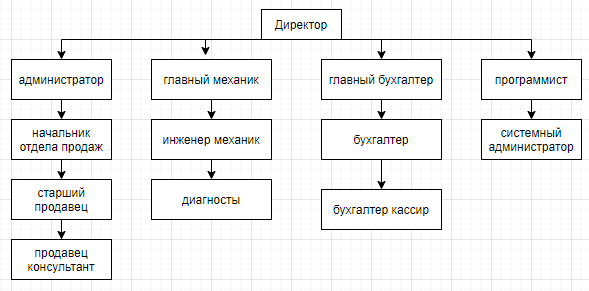 Директор
администратор
главный механик
главный бухгалтер
программист
начальник
отдела продаж
инженер механик
бухгалтер
системный
администратор
старший
продавец
диагносты
бухгалтер кассир
продавец
консультант